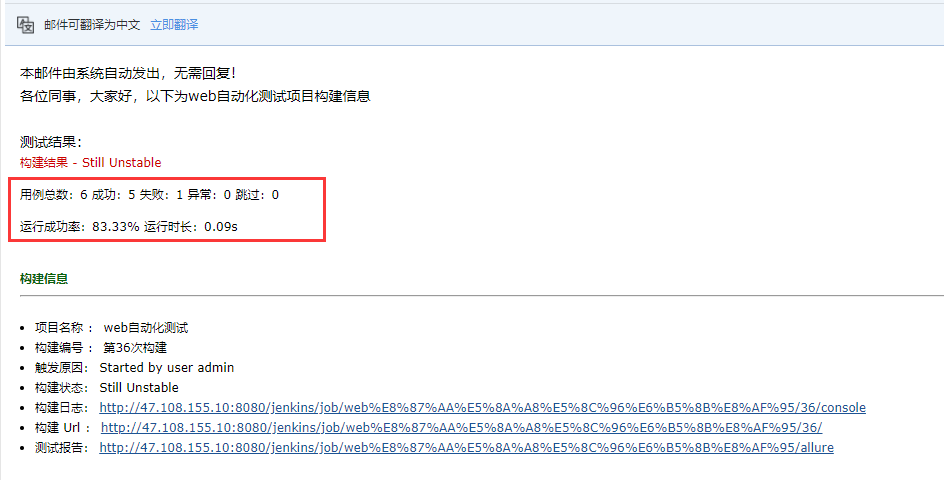 邮件可翻译为中文 立即翻译
本邮件由系统自动发出，无需回复！
各位同事，大家好，以下为web自动化测试项目构建信息
测试结果：
构建结果 - Still Unstable
用例总数：6 成功：5 失败：1 异常：0 跳过：0
运行成功率：83.33% 运行时长：0.09s
构建信息
项目名称 ： web自动化测试
构建编号 ： 第36次构建
触发原因： Started by user admin
构建状态： Still Unstable
构建日志： http://47.108.155.10:8080/jenkins/job/web%E8%87%AA%E5%8A%A8%E5%8C%96%E6%B5%8B%E8%AF%95/36/console
构建 Url ： http://47.108.155.10:8080/jenkins/job/web%E8%87%AA%E5%8A%A8%E5%8C%96%E6%B5%8B%E8%AF%95/36/
测试报告： http://47.108.155.10:8080/jenkins/job/web%E8%87%AA%E5%8A%A8%E5%8C%96%E6%B5%8B%E8%AF%95/allure